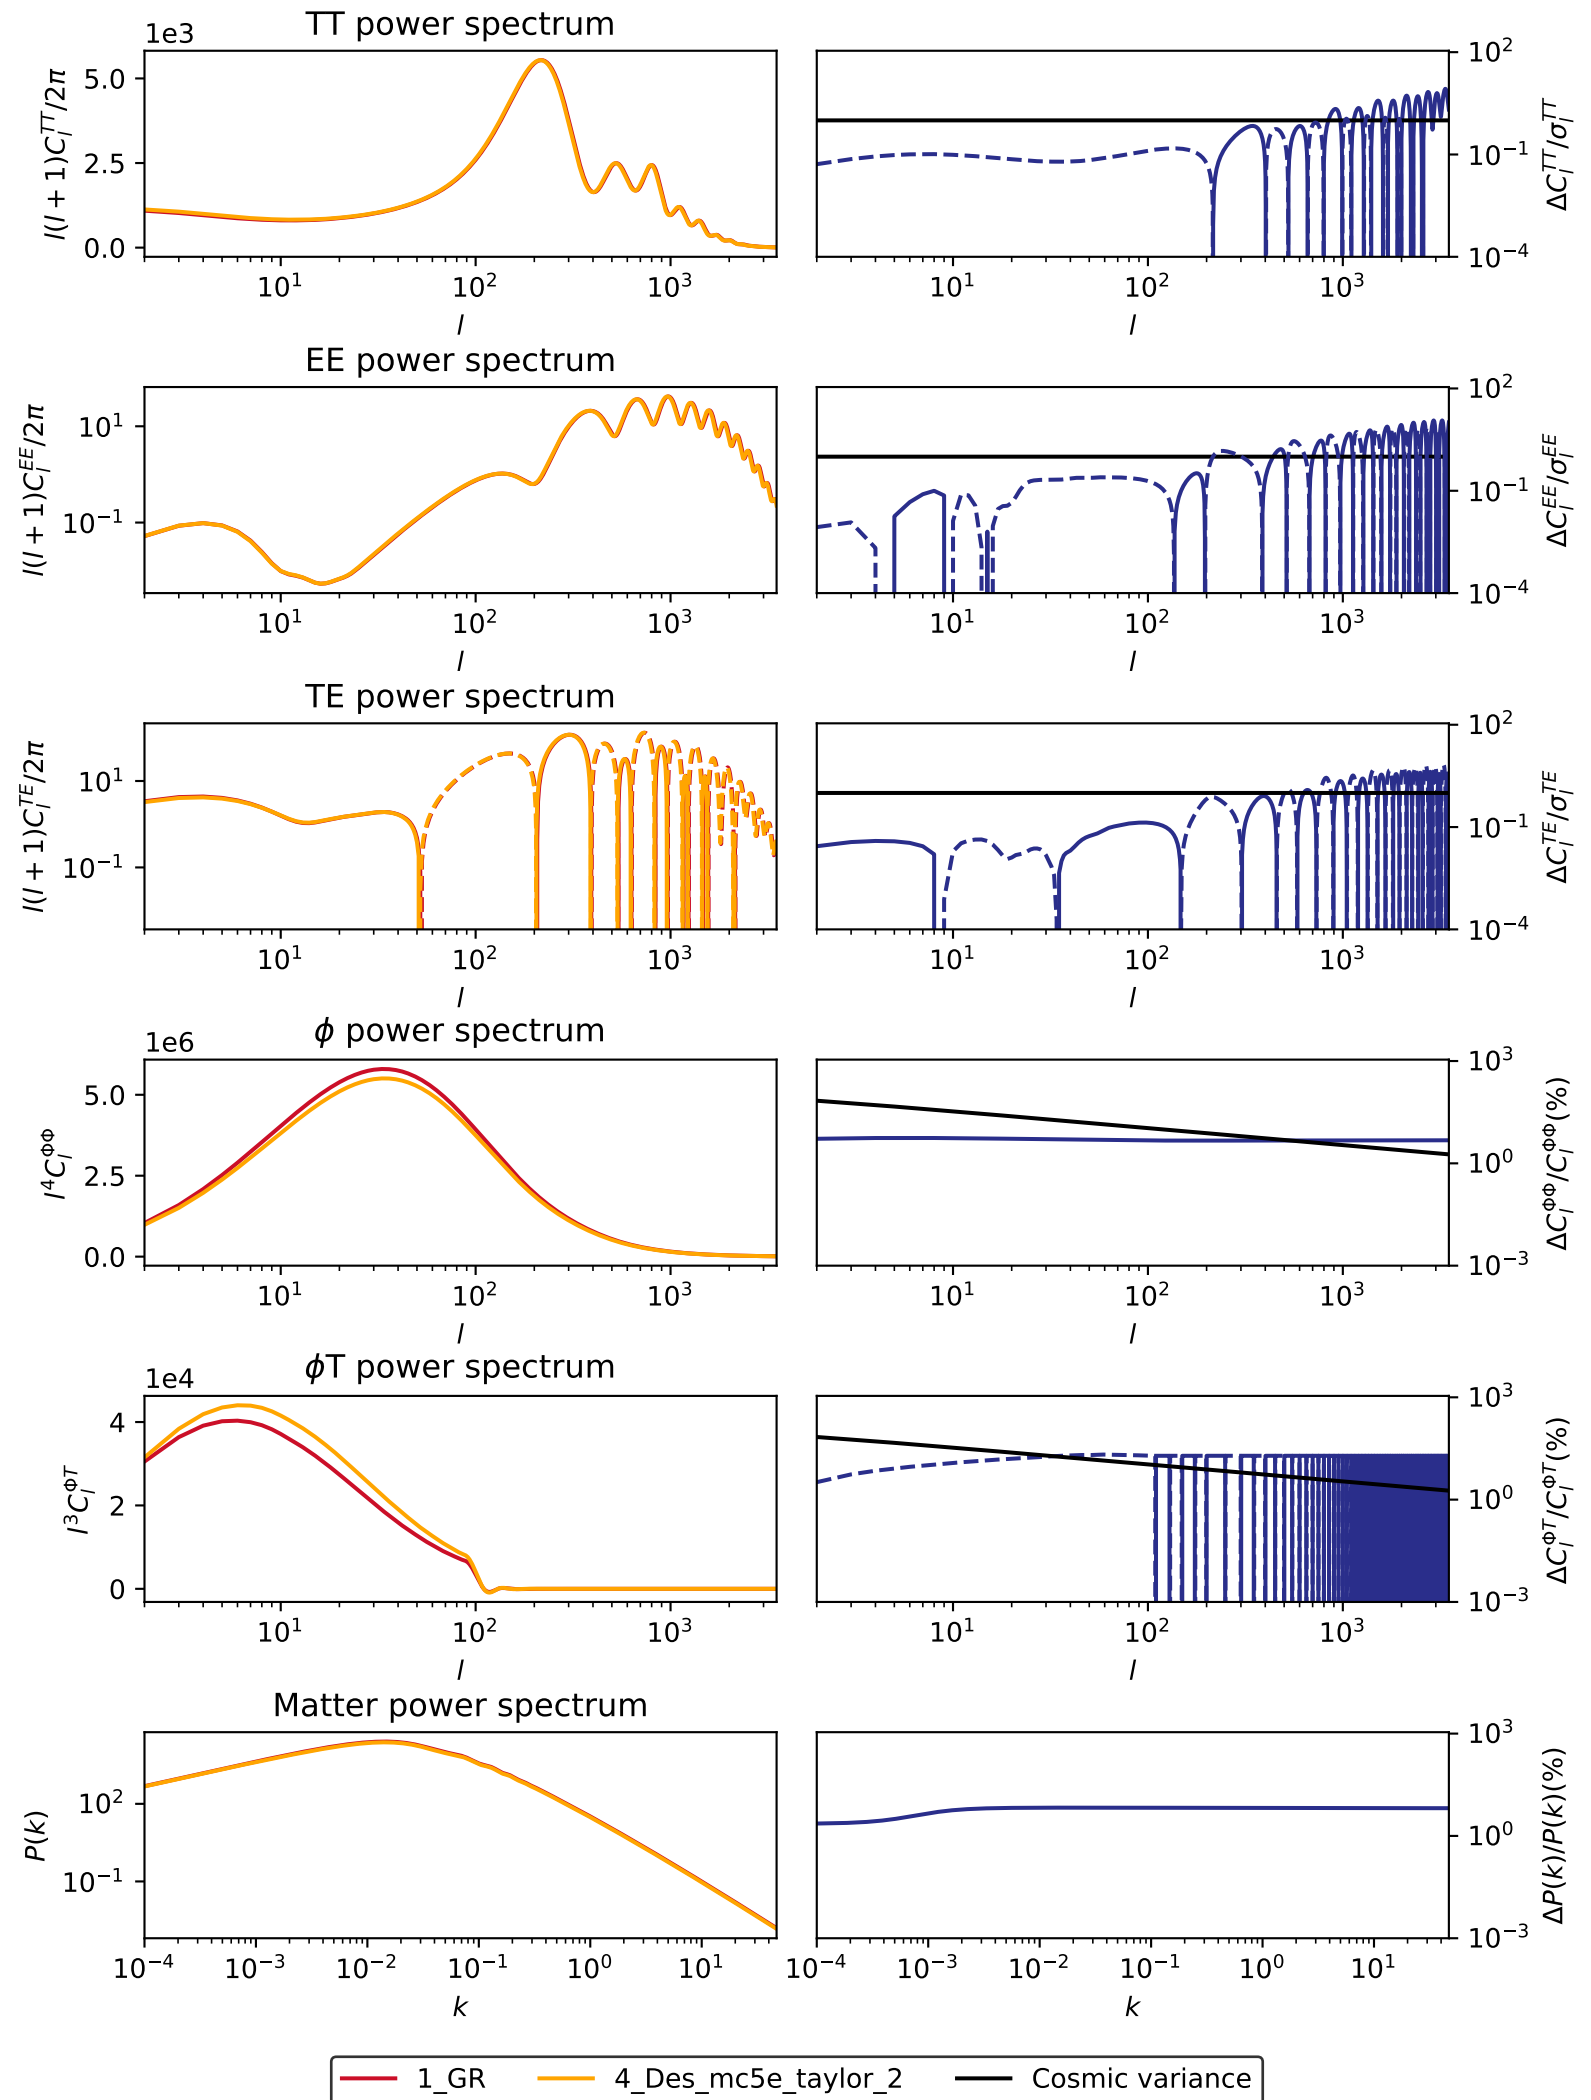 TT power spectrum
1e3
5.0
2.5
0.0
l(l + 1)C_l^{TT}/2π
10^1 10^2 10^3
l
10^1 10^3
l
10^2
10^{-1}
10^{-4}
ΔC_l^{TT}/σ_l^{TT}
EE power spectrum
10^1
10^{-1}
l(l + 1)C_l^{EE}/2π
10^1 10^2 10^3
l
10^1 10^2 10^3
l
10^2
10^{-1}
10^{-4}
ΔC_l^{EE}/σ_l^{EE}
TE power spectrum
10^1
10^{-1}
l(l + 1)C_l^{TE}/2π
10^1 10^2 10^3
l
10^1 10^2 10^3
l
10^2
10^{-1}
10^{-4}
ΔC_l^{TE}/σ_l^{TE}
ϕ power spectrum
1e6
5.0
2.5
0.0
l^4C_l^{ΦΦ}
10^1 10^2 10^3
l
10^1 10^2 10^3
l
10^3
10^0
10^{-3}
ΔC_l^{ΦΦ}/C_l^{ΦΦ}(%)
ϕT power spectrum
1e4
4
2
0
l^3C_l^{ΦT}
10^1 10^2 10^3
l
10^1 10^2 10^3
l
10^3
10^0
10^{-3}
ΔC_l^{ΦT}/C_l^{ΦT}(%)
Matter power spectrum
10^2
10^{-1}
P(k)
10^{-4} 10^{-3} 10^{-2} 10^{-1} 10^0 10^1
k
10^{-4} 10^{-3} 10^{-2} 10^{-1} 10^0 10^1
k
10^3
10^0
10^{-3}
ΔP(k)/P(k)(%)
1_GR 4_Des_mc5e_taylor_2 Cosmic variance